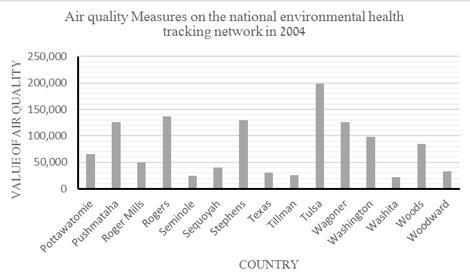 Air quality Measures on the national environmental health
tracking network in 2004
VALUE OF AIR QUALITY
250,000
200,000
150,000
100,000
50,000
0
Pottawatomie
Pushmataha
Roger Mills
Rogers
Seminole
Sequoyah
Stephens
Texas
Tillman
Tulsa
Wagoner
Washington
Washita
Woods
Woodward
COUNTRY